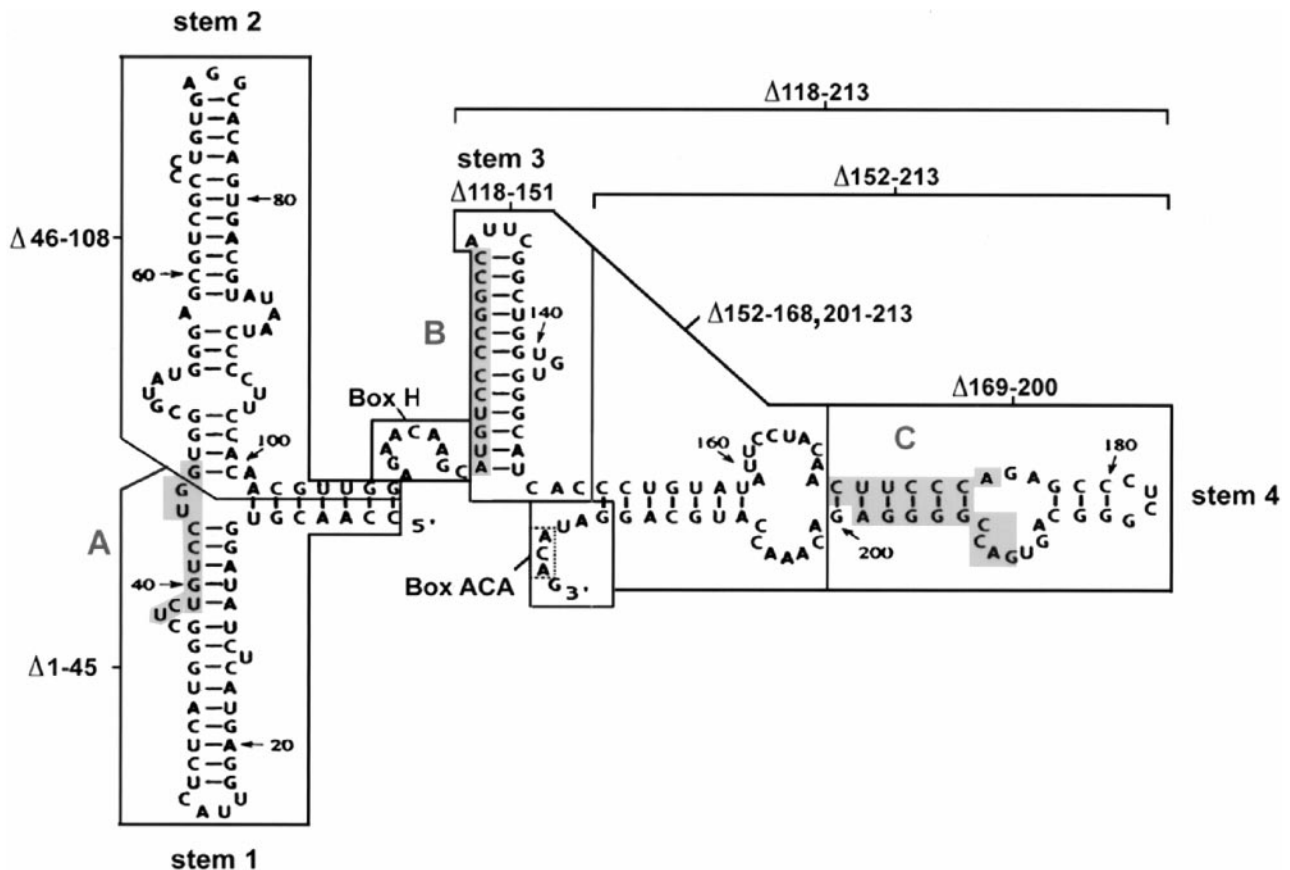 stem 2
Δ118-213
A G G
G–C
U–A
G–C
C U–A
C C–G
G–U ← 80
C–G
U–A
G–C
60 → C–G
G–U A U
A A
G–C U A
G–C
G–C
U C
A U
U U
G C
G–C
G–C
U–A 100
G–C A
Δ 46-108
stem 3
Δ118-151
Δ152-213
A U U C
C–G
C–G
G–C
G–U 140
C–G
C–G U G
C–G U
C–G
U–G
G–C
U–A
A–U
B
Δ152-168,201-213
Box H
A C A
A G
G A
A C
A C G U U G G
U G C A A C C
5'
Δ169-200
C
C A C C C U G U A U
160
U U U C C U A C A A A
A
C U U C C C A G A G C C C
180
U C C
stem 4
G A G G G G C C A G U G A G C G G G
200
U A G G A C G U A
C C A A A C A
Box ACA
A
C
A
G 3'
A
G
U
C–G
C–G
U–A
40 → G–U
C U–A
U G–U
C G–C U
G–C
U–A
A–U
C–G
U–A ← 20
C–G
U–G
C A U U
Δ1-45
stem 1